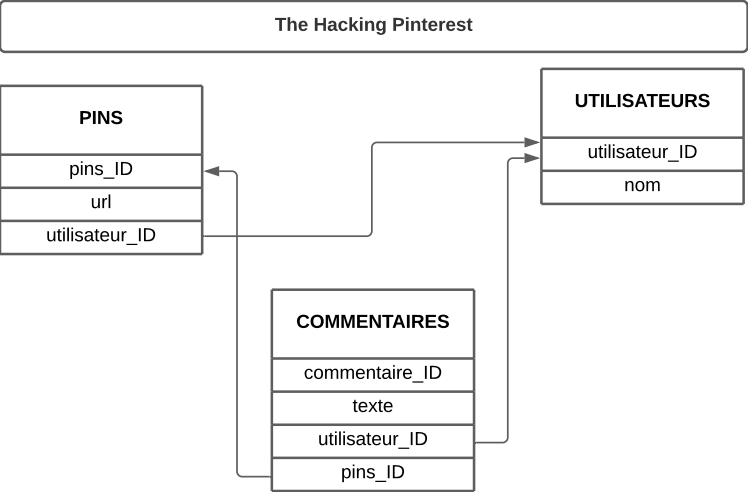 The Hacking Pinterest
PINS
pins_ID
url
utilisateur_ID
UTILISATEURS
utilisateur_ID
nom
COMMENTAIRES
commentaire_ID
texte
utilisateur_ID
pins_ID